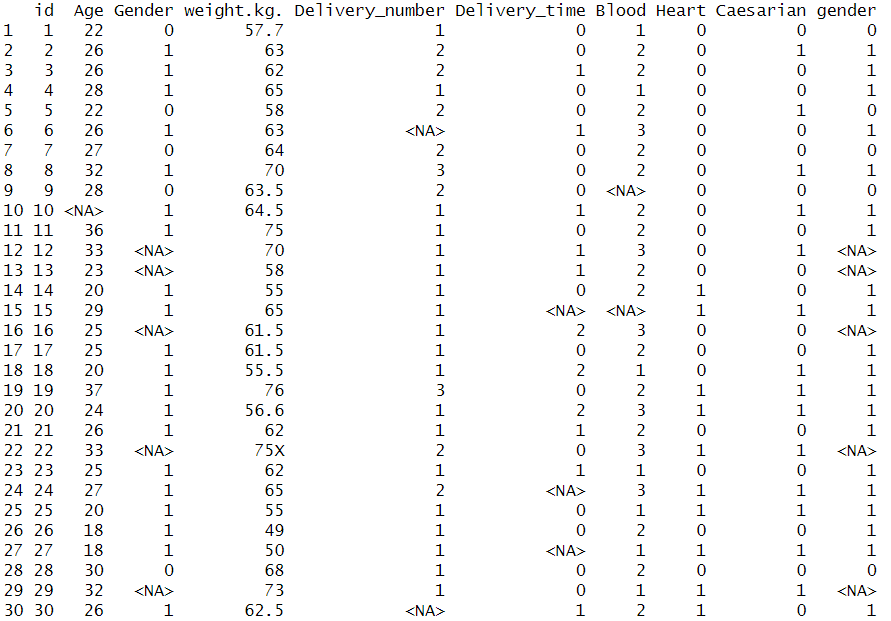 id Age Gender weight.kg. Delivery_number Delivery_time Blood Heart Caesarian gender
1 1 22 0 57.7 1 0 1 0 0 0
2 2 26 1 63 2 0 2 0 1 1
3 3 26 1 62 2 1 2 0 0 1
4 4 28 1 65 1 0 1 0 0 1
5 5 22 0 58 2 0 2 0 1 0
6 6 26 1 63 <NA> 1 3 0 0 1
7 7 27 0 64 2 0 2 0 0 0
8 8 32 1 70 3 0 2 0 1 1
9 9 28 0 63.5 2 0 <NA> 0 0 0
10 10 <NA> 1 64.5 1 1 2 0 1 1
11 11 36 1 75 1 0 2 0 0 1
12 12 33 <NA> 70 1 1 3 0 1 <NA>
13 13 23 <NA> 58 1 1 2 0 0 <NA>
14 14 20 1 55 1 0 2 1 0 1
15 15 29 1 65 1 <NA> <NA> 1 1 1
16 16 25 <NA> 61.5 1 2 3 0 0 <NA>
17 17 25 1 61.5 1 0 2 0 0 1
18 18 20 1 55.5 1 2 1 0 1 1
19 19 37 1 76 3 0 2 1 1 1
20 20 24 1 56.6 1 2 3 1 1 1
21 21 26 1 62 1 1 2 0 0 1
22 22 33 <NA> 75X 2 0 3 1 1 <NA>
23 23 25 1 62 1 1 1 0 0 1
24 24 27 1 65 2 <NA> 3 1 1 1
25 25 20 1 55 1 0 1 1 1 1
26 26 18 1 49 1 0 2 0 0 1
27 27 18 1 50 1 <NA> 1 1 1 1
28 28 30 0 68 1 0 2 0 0 0
29 29 32 <NA> 73 1 0 1 1 1 <NA>
30 30 26 1 62.5 <NA> 1 2 1 0 1